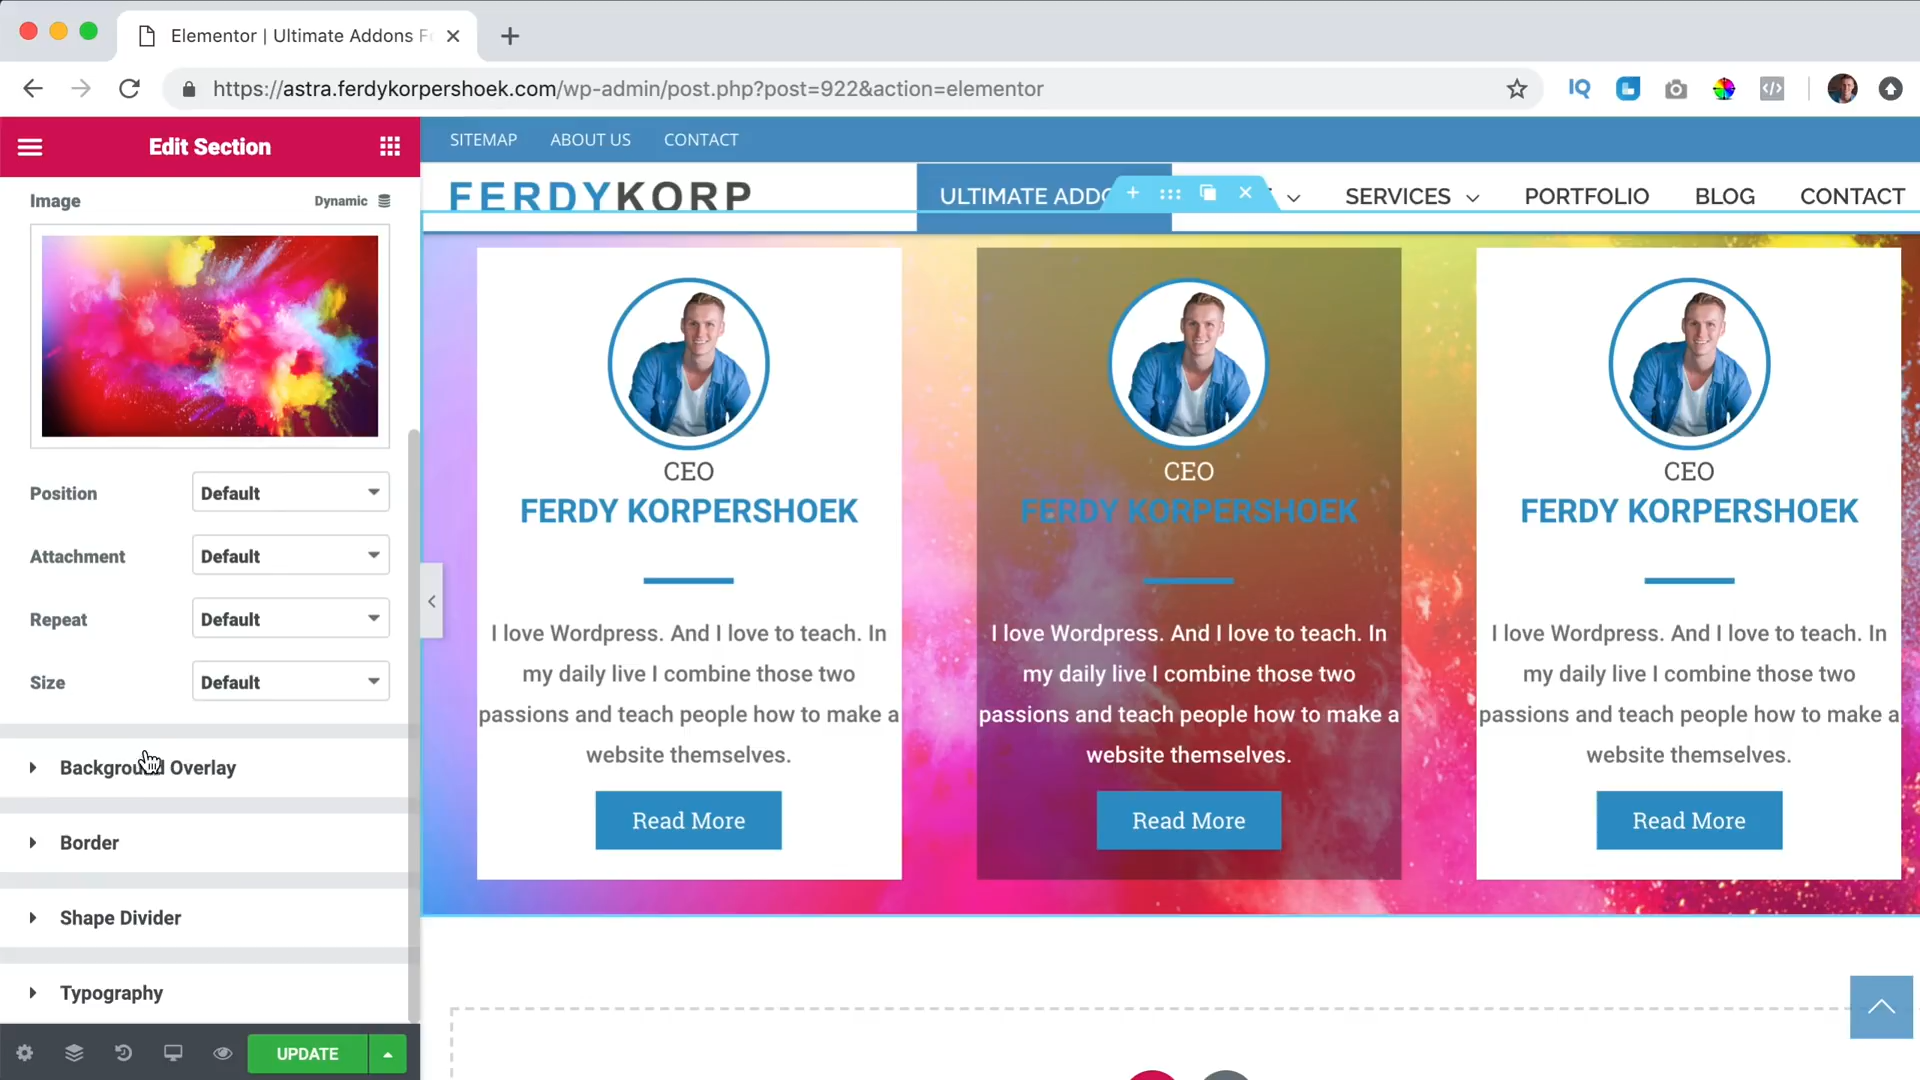 Elementor | Ultimate Addons F
https://astra.ferdykorpershoek.com/wp-admin/post.php?post=922&action=elementor
IQ
Edit Section
Image
Dynamic
Position
Default
Attachment
Default
Repeat
Default
Size
Default
Background Overlay
Border
Shape Divider
Typography
UPDATE
SITEMAP ABOUT US CONTACT
FERDYKORP
ULTIMATE ADDO
SERVICES
PORTFOLIO
BLOG
CONTACT
CEO
FERDY KORPERSHOEK
I love Wordpress. And I love to teach. In
my daily live I combine those two
passions and teach people how to make a
website themselves.
Read More
CEO
FERDY KORPERSHOEK
I love Wordpress. And I love to teach. In
my daily live I combine those two
passions and teach people how to make a
website themselves.
Read More
CEO
FERDY KORPERSHOEK
I love Wordpress. And I love to teach. In
my daily live I combine those two
passions and teach people how to make a
website themselves.
Read More